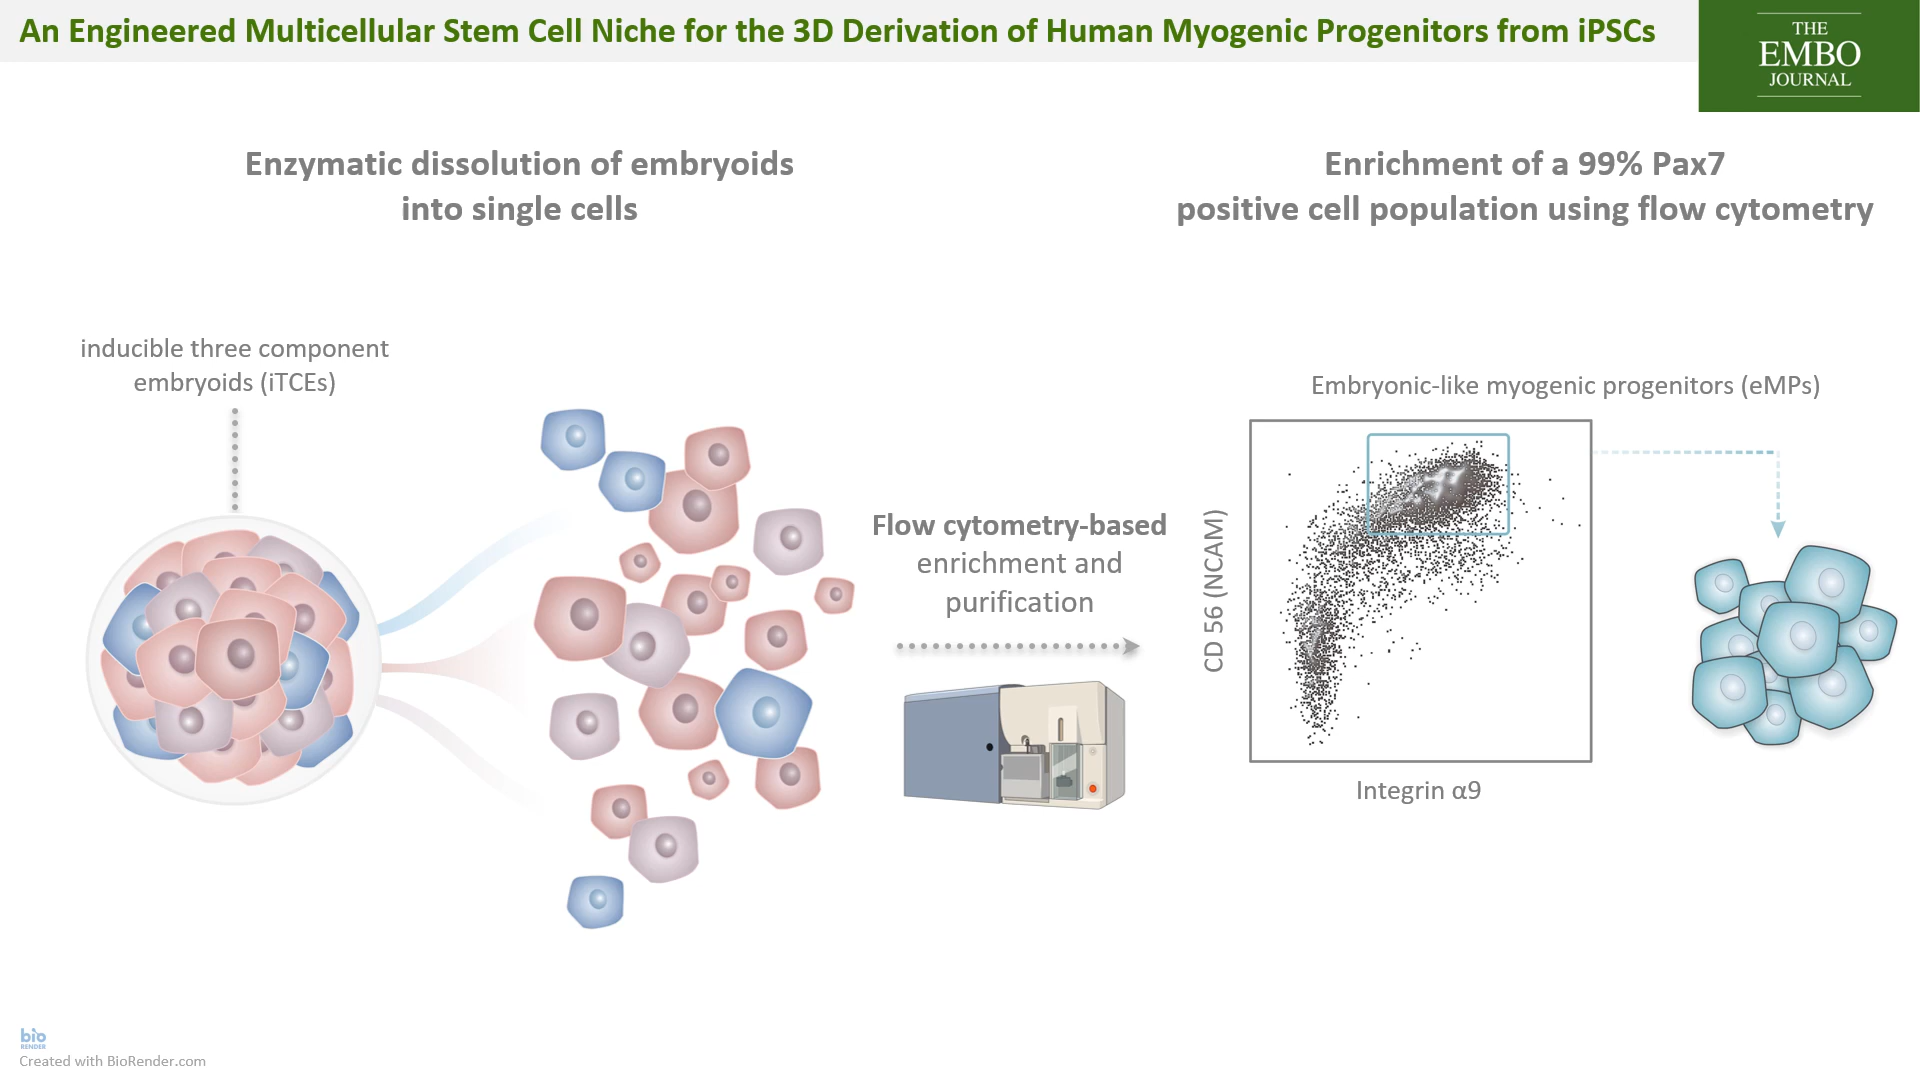 An Engineered Multicellular Stem Cell Niche for the 3D Derivation of Human Myogenic Progenitors from iPSCs
THE
EMBO
JOURNAL
Enzymatic dissolution of embryoids
into single cells
Enrichment of a 99% Pax7
positive cell population using flow cytometry
inducible three component
embryoids (iTCEs)
Flow cytometry-based
enrichment and
purification
Embryonic-like myogenic progenitors (eMPs)
CD 56 (NCAM)
Integrin α9
bio
RENDER
Created with BioRender.com